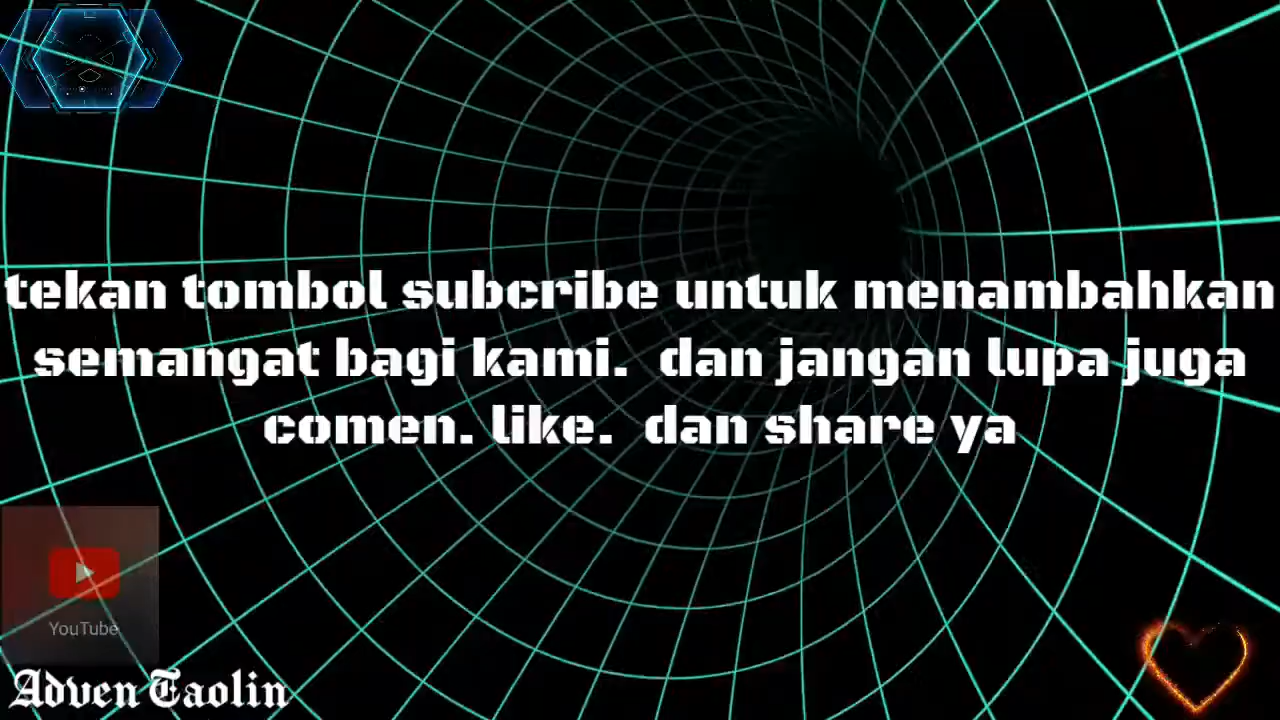 tekan tombol subcribe untuk menambahkan
semangat bagi kami. dan jangan lupa juga
comen. like. dan share ya
YouTube
Adven Taolin